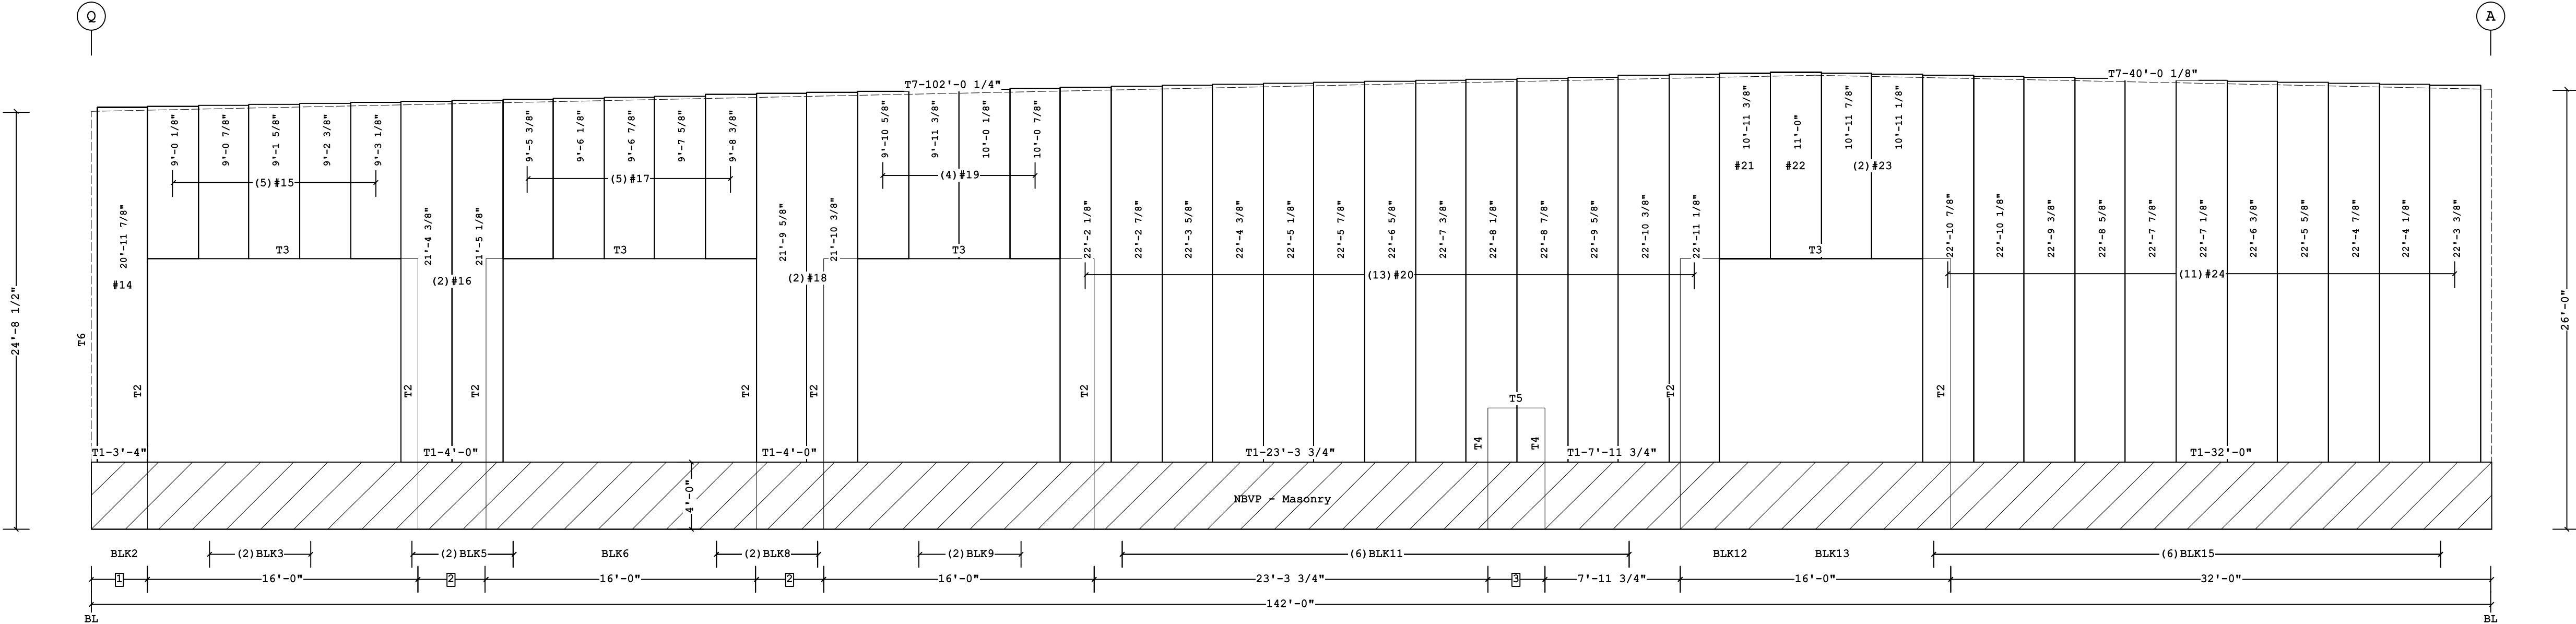 Q
A
T7-102'-0 1/4"
T7-40'-0 1/8"
9'-0 1/8"
9'-0 7/8"
9'-1 5/8"
9'-2 3/8"
9'-3 1/8"
9'-5 3/8"
9'-6 1/8"
9'-6 7/8"
9'-7 5/8"
9'-8 3/8"
9'-10 5/8"
9'-11 3/8"
10'-0 1/8"
10'-0 7/8"
10'-11 3/8"
11'-0"
10'-11 7/8"
10'-11 1/8"
#21
#22
(2)#23
(5)#15
(5)#17
(4)#19
20'-11 7/8"
21'-4 3/8"
21'-5 1/8"
21'-9 5/8"
21'-10 3/8"
22'-2 1/8"
22'-2 7/8"
22'-3 5/8"
22'-4 3/8"
22'-5 1/8"
22'-5 7/8"
22'-6 5/8"
22'-7 3/8"
22'-8 1/8"
22'-8 7/8"
22'-9 5/8"
22'-10 3/8"
22'-11 1/8"
22'-10 7/8"
22'-10 1/8"
22'-9 3/8"
22'-8 5/8"
22'-7 7/8"
22'-7 1/8"
22'-6 3/8"
22'-5 5/8"
22'-4 7/8"
22'-4 1/8"
22'-3 3/8"
T3
T3
T3
T3
#14
(2)#16
(2)#18
(13)#20
(11)#24
24'-8 1/2"
26'-0"
T6
T2
T2
T2
T2
T2
T2
T2
T2
T5
T4
T4
T1-3'-4"
T1-4'-0"
T1-4'-0"
T1-23'-3 3/4"
T1-7'-11 3/4"
T1-32'-0"
4'-0"
NBVP - Masonry
BLK2
(2)BLK3
(2)BLK5
BLK6
(2)BLK8
(2)BLK9
(6)BLK11
BLK12
BLK13
(6)BLK15
1
16'-0"
2
16'-0"
2
16'-0"
23'-3 3/4"
3
7'-11 3/4"
16'-0"
32'-0"
142'-0"
BL
BL